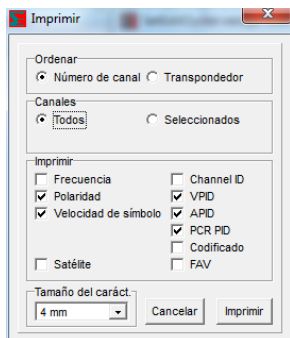 Imprimir
Ordenar
Número de canal Transpondedor
Canales
Todos Seleccionados
Imprimir
Frecuencia Channel ID
Polaridad VPID
Velocidad de símbolo APID
PCR PID
Codificado
Satélite FAV
Tamaño del caráct.
4 mm Cancelar Imprimir